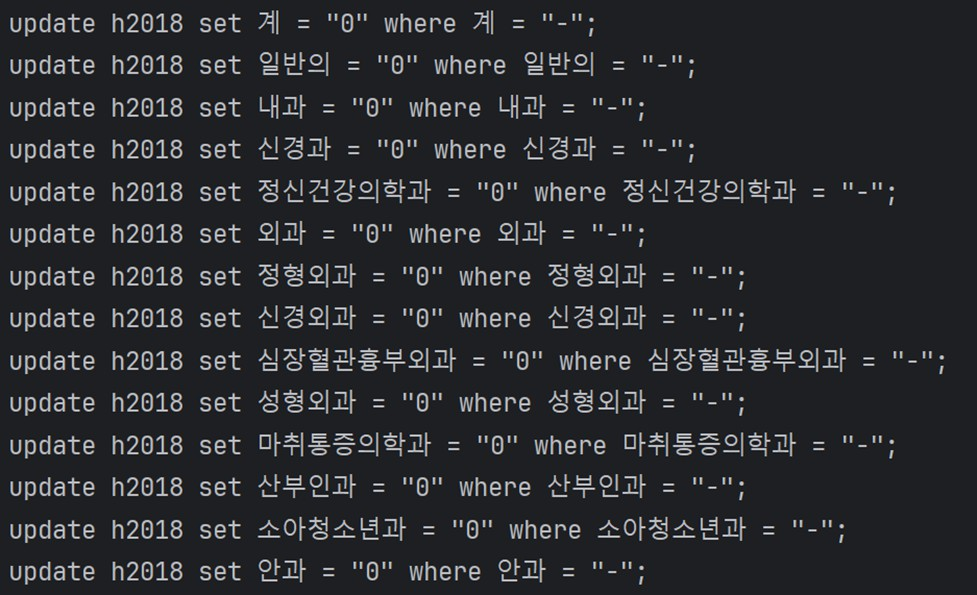 update h2018 set 계 = "0" where 계 = "-";
update h2018 set 일반의 = "0" where 일반의 = "-";
update h2018 set 내과 = "0" where 내과 = "-";
update h2018 set 신경과 = "0" where 신경과 = "-";
update h2018 set 정신건강의학과 = "0" where 정신건강의학과 = "-";
update h2018 set 외과 = "0" where 외과 = "-";
update h2018 set 정형외과 = "0" where 정형외과 = "-";
update h2018 set 신경외과 = "0" where 신경외과 = "-";
update h2018 set 심장혈관흉부외과 = "0" where 심장혈관흉부외과 = "-";
update h2018 set 성형외과 = "0" where 성형외과 = "-";
update h2018 set 마취통증의학과 = "0" where 마취통증의학과 = "-";
update h2018 set 산부인과 = "0" where 산부인과 = "-";
update h2018 set 소아청소년과 = "0" where 소아청소년과 = "-";
update h2018 set 안과 = "0" where 안과 = "-";